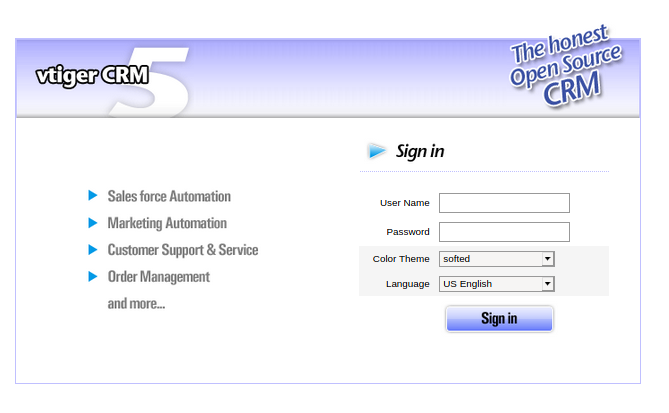 vtiger CRM 5
The honest
Open Source
CRM
Sign in
Sales force Automation
Marketing Automation
Customer Support & Service
Order Management
and more...
User Name
Password
Color Theme softed
Language US English
Sign in